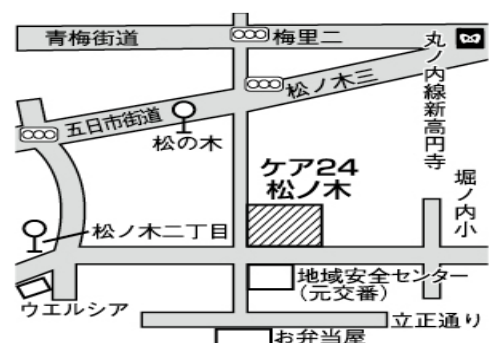 青梅街道
梅里二
丸ノ内線新高円寺
松ノ木三
五日市街道
松の木
ケア24
松ノ木
堀ノ内小
松ノ木二丁目
地域安全センター
(元交番)
ウエルシア
立正通り
お弁当屋